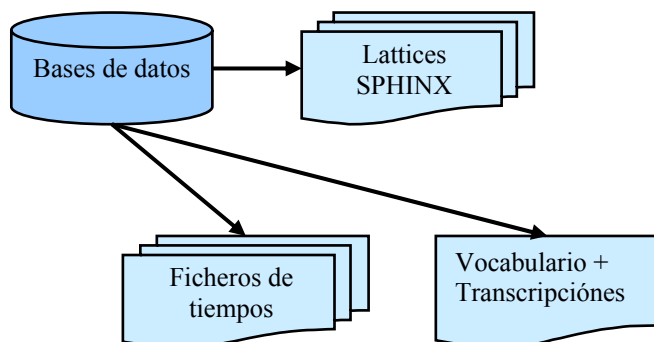 Bases de datos
Lattices
SPHINX
Ficheros de
tiempos
Vocabulario +
Transcripciónes